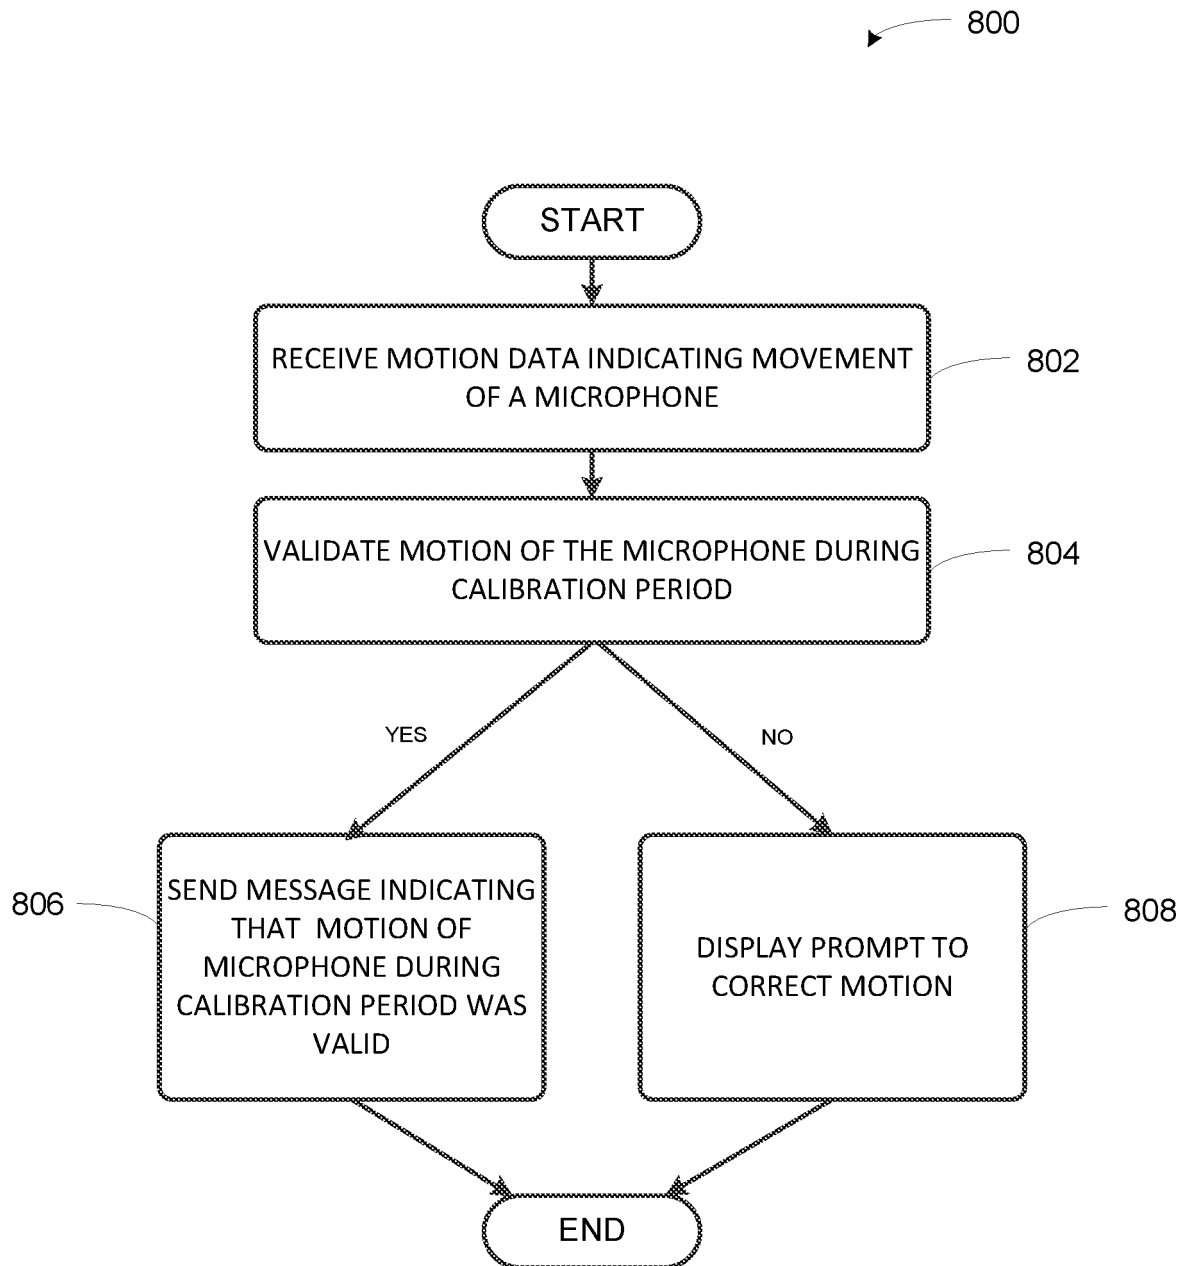 800
START
RECEIVE MOTION DATA INDICATING MOVEMENT
OF A MICROPHONE
802
VALIDATE MOTION OF THE MICROPHONE DURING
CALIBRATION PERIOD
804
YES
NO
806
SEND MESSAGE INDICATING
THAT MOTION OF
MICROPHONE DURING
CALIBRATION PERIOD WAS
VALID
DISPLAY PROMPT TO
CORRECT MOTION
808
END